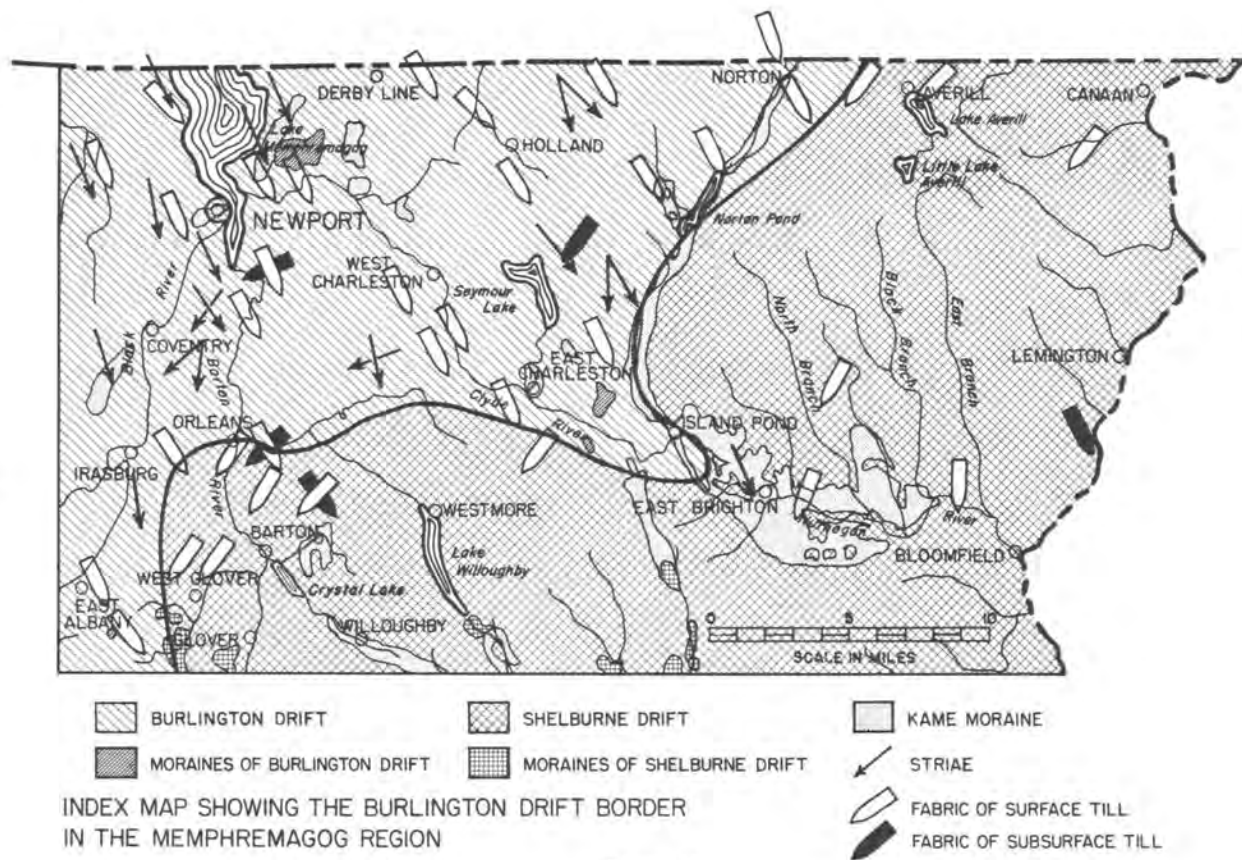 NORTON
AVERILL
CANAAN
DERBY LINE
Lake Averill
Lake
Memphremagog
HOLLAND
Little Lake
Averill
Norton Pond
NEWPORT
WEST
CHARLESTON
River
Seymour
Lake
Black
COVENTRY
Barton
North
Branch
Black
Branch
East
Branch
LEMINGTON
EAST
CHARLESTON
Clyde
River
ORLEANS
R.
ISLAND POND
IRASBURG
River
BARTON
WESTMORE
EAST BRIGHTON
Nulhegan
River
BLOOMFIELD
WEST GLOVER
Crystal Lake
Lake
Willoughby
EAST
ALBANY
GLOVER
WILLOUGHBY
0 5 10
SCALE IN MILES
BURLINGTON DRIFT
SHELBURNE DRIFT
KAME MORAINE
MORAINES OF BURLINGTON DRIFT
MORAINES OF SHELBURNE DRIFT
STRIAE
INDEX MAP SHOWING THE BURLINGTON DRIFT BORDER
IN THE MEMPHREMAGOG REGION
FABRIC OF SURFACE TILL
FABRIC OF SUBSURFACE TILL